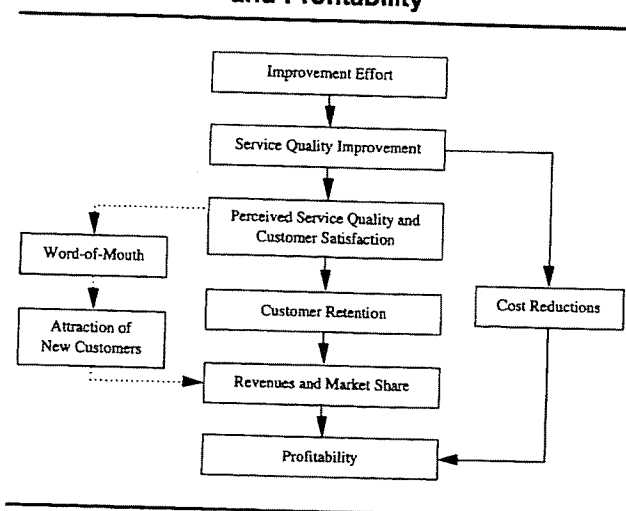 and Profitability
Improvement Effort
Service Quality Improvement
Perceived Service Quality and
Customer Satisfaction
Word-of-Mouth
Attraction of
New Customers
Customer Retention
Cost Reductions
Revenues and Market Share
Profitability